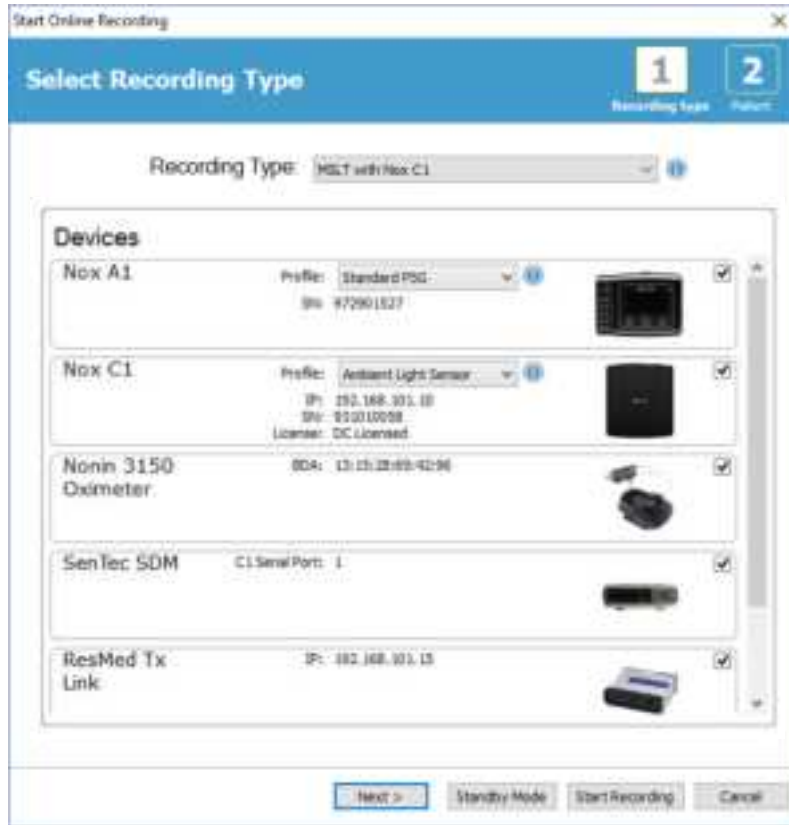 Start Online Recording
Select Recording Type
1
Recording type
2
Patient
Recording Type: MSLT with Nox C1
Devices
Nox A1
Profile: Standard PSG
SN:
Nox C1
Profile: Ambient Light Sensor
IP: 192.168.101.10
SN:
License: DC Licensed
Nonin 3150
Oximeter
BDA:
SenTec SDM
C1 Serial Port: 1
ResMed Tx
Link
IP: 192.168.101.15
Next >
Standby Mode
Start Recording
Cancel